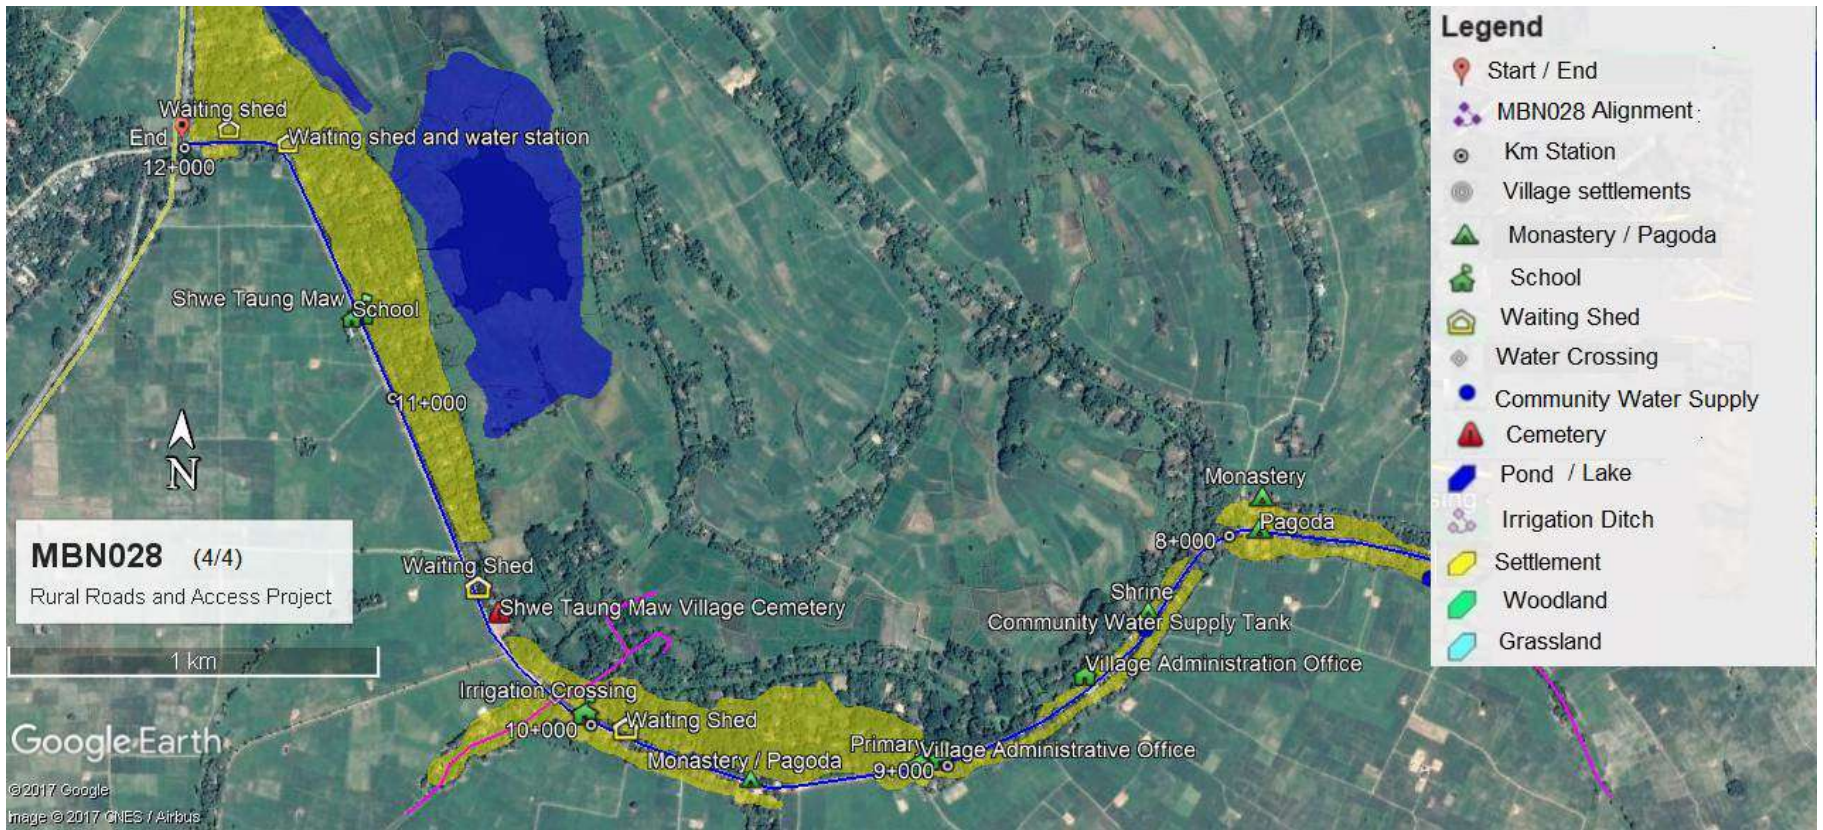 Waiting shed
End
Waiting shed and water station
12+000
Shwe Taung Maw
School
11+000
N
MBN028 (4/4)
Rural Roads and Access Project
1 km
Waiting Shed
Shwe Taung Maw Village Cemetery
Monastery
Pagoda
8+000
Shrine
Community Water Supply Tank
Village Administration Office
Irrigation Crossing
10+000
Waiting Shed
Monastery / Pagoda
Primary
Village Administrative Office
9+000
Google Earth
© 2017 Google
Image © 2017 CNES / Airbus
Legend
Start / End
MBN028 Alignment
Km Station
Village settlements
Monastery / Pagoda
School
Waiting Shed
Water Crossing
Community Water Supply
Cemetery
Pond / Lake
Irrigation Ditch
Settlement
Woodland
Grassland